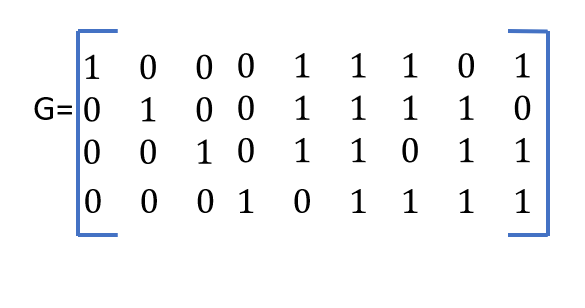 1 0 0 0 1 1 1 0 1
G= 0 1 0 0 1 1 1 1 0
0 0 1 0 1 1 0 1 1
0 0 0 1 0 1 1 1 1